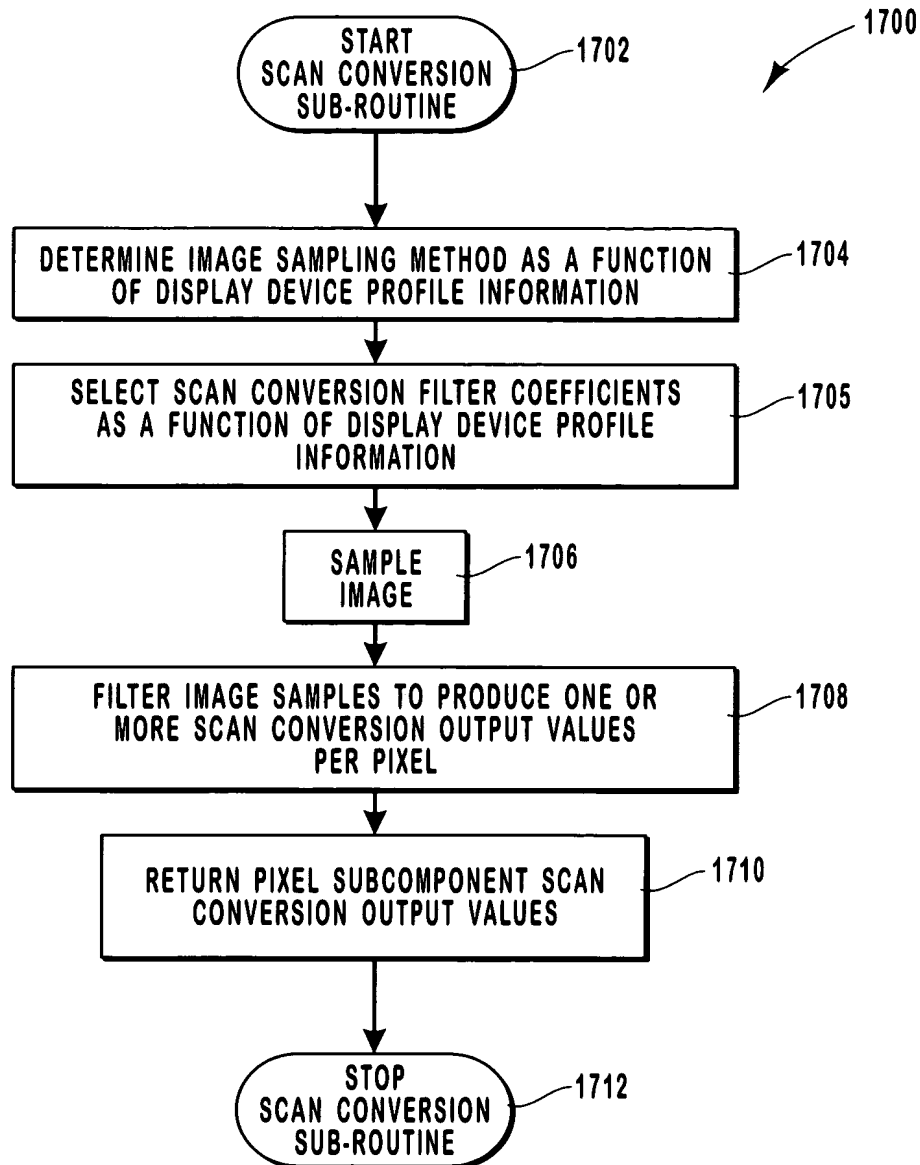 1700
START
SCAN CONVERSION
SUB-ROUTINE
1702
DETERMINE IMAGE SAMPLING METHOD AS A FUNCTION
OF DISPLAY DEVICE PROFILE INFORMATION
1704
SELECT SCAN CONVERSION FILTER COEFFICIENTS
AS A FUNCTION OF DISPLAY DEVICE PROFILE
INFORMATION
1705
SAMPLE
IMAGE
1706
FILTER IMAGE SAMPLES TO PRODUCE ONE OR
MORE SCAN CONVERSION OUTPUT VALUES
PER PIXEL
1708
RETURN PIXEL SUBCOMPONENT SCAN
CONVERSION OUTPUT VALUES
1710
STOP
SCAN CONVERSION
SUB-ROUTINE
1712